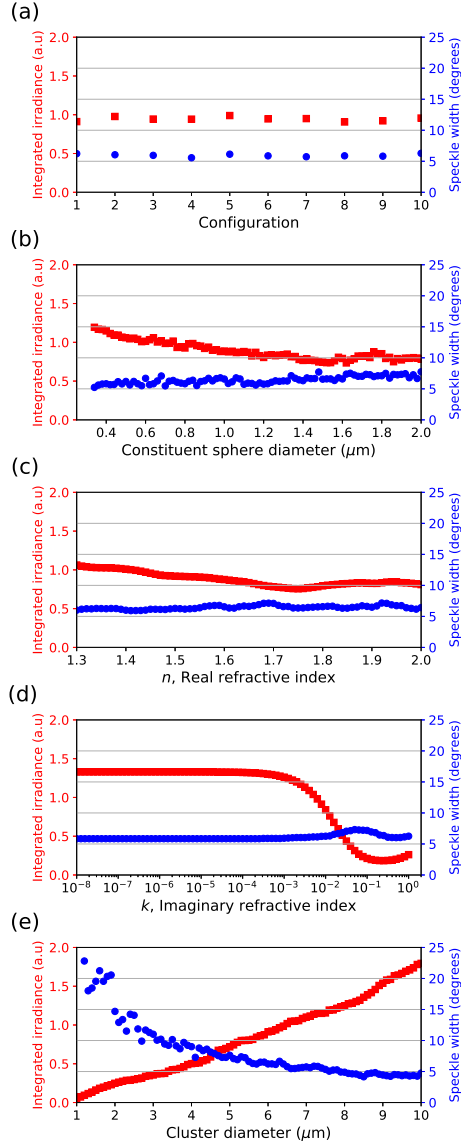 (a)
Integrated irradiance (a.u)
2.0
1.5
1.0
0.5
0.0
25
20
15
10
5
0
Speckle width (degrees)
1 2 3 4 5 6 7 8 9 10
Configuration
(b)
Integrated irradiance (a.u)
2.0
1.5
1.0
0.5
0.0
25
20
15
10
5
0
Speckle width (degrees)
0.4 0.6 0.8 1.0 1.2 1.4 1.6 1.8 2.0
Constituent sphere diameter (μm)
(c)
Integrated irradiance (a.u)
2.0
1.5
1.0
0.5
0.0
25
20
15
10
5
0
Speckle width (degrees)
1.3 1.4 1.5 1.6 1.7 1.8 1.9 2.0
n, Real refractive index
(d)
Integrated irradiance (a.u)
2.0
1.5
1.0
0.5
0.0
25
20
15
10
5
0
Speckle width (degrees)
10⁻⁸ 10⁻⁷ 10⁻⁶ 10⁻⁵ 10⁻⁴ 10⁻³ 10⁻² 10⁻¹ 10⁰
k, Imaginary refractive index
(e)
Integrated irradiance (a.u)
2.0
1.5
1.0
0.5
0.0
25
20
15
10
5
0
Speckle width (degrees)
1 2 3 4 5 6 7 8 9 10
Cluster diameter (μm)